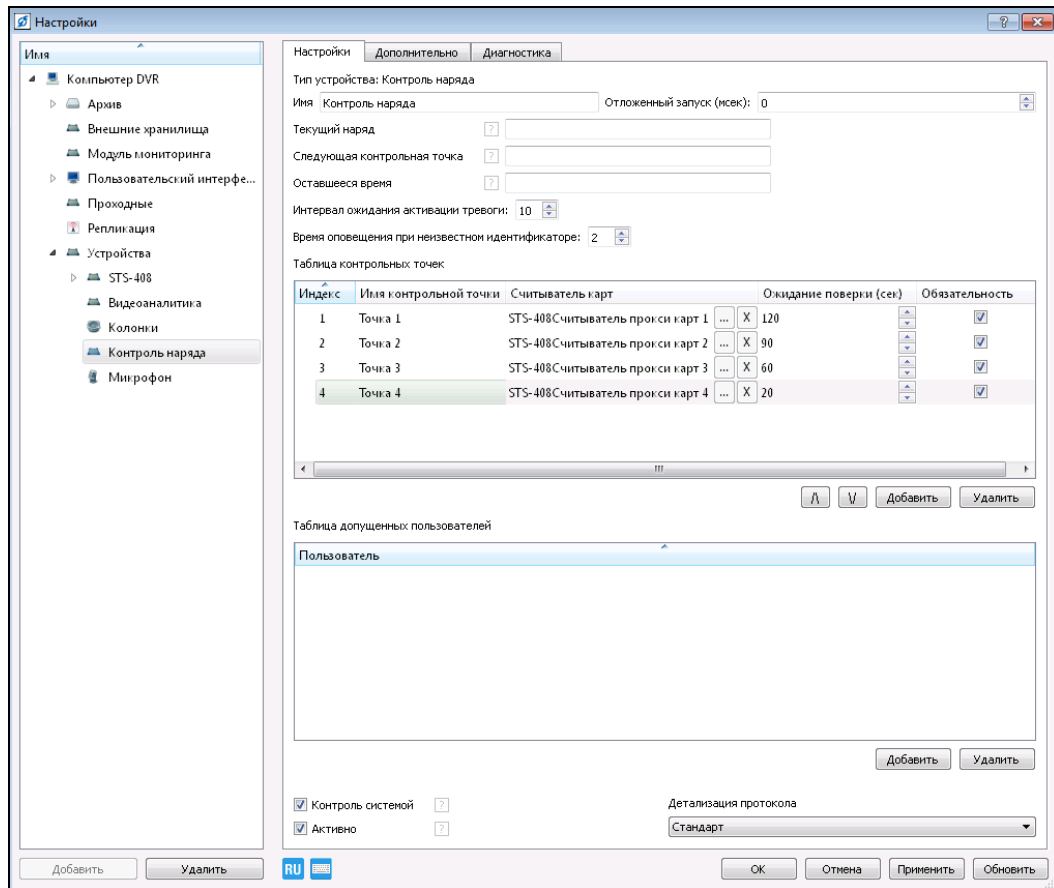 Настройки
Имя
Компьютер DVR
Архив
Внешние хранилища
Модуль мониторинга
Пользовательский интерфе...
Проходные
Репликация
Устройства
STS-408
Видеоаналитика
Колонки
Контроль наряда
Микрофон
Добавить Удалить
Настройки Дополнительно Диагностика
Тип устройства: Контроль наряда
Имя Контроль наряда Отложенный запуск (мсек): 0
Текущий наряд ?
Следующая контрольная точка ?
Оставшееся время ?
Интервал ожидания активации тревоги: 10
Время оповещения при неизвестном идентификаторе: 2
Таблица контрольных точек
Индекс Имя контрольной точки Считыватель карт Ожидание поверки (сек) Обязательность
1 Точка 1 STS-408Считыватель прокси карт 1 ... X 120
2 Точка 2 STS-408Считыватель прокси карт 2 ... X 90
3 Точка 3 STS-408Считыватель прокси карт 3 ... X 60
4 Точка 4 STS-408Считыватель прокси карт 4 ... X 20
/\ \/ Добавить Удалить
Таблица допущенных пользователей
Пользователь
Добавить Удалить
Контроль системой ? Детализация протокола
Активно ? Стандарт
RU OK Отмена Применить Обновить